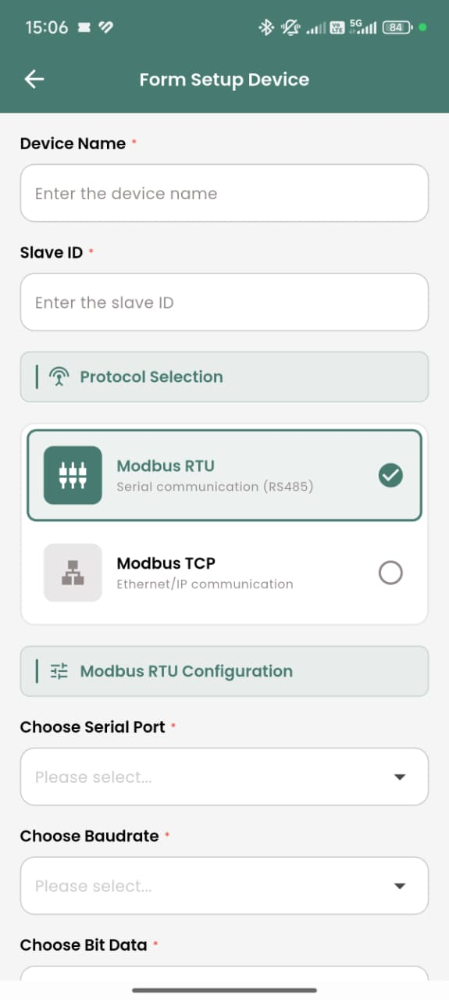 15:06
Vo LTE
5G
84
Form Setup Device
Device Name *
Enter the device name
Slave ID *
Enter the slave ID
Protocol Selection
Modbus RTU
Serial communication (RS485)
Modbus TCP
Ethernet/IP communication
Modbus RTU Configuration
Choose Serial Port *
Please select...
Choose Baudrate *
Please select...
Choose Bit Data *